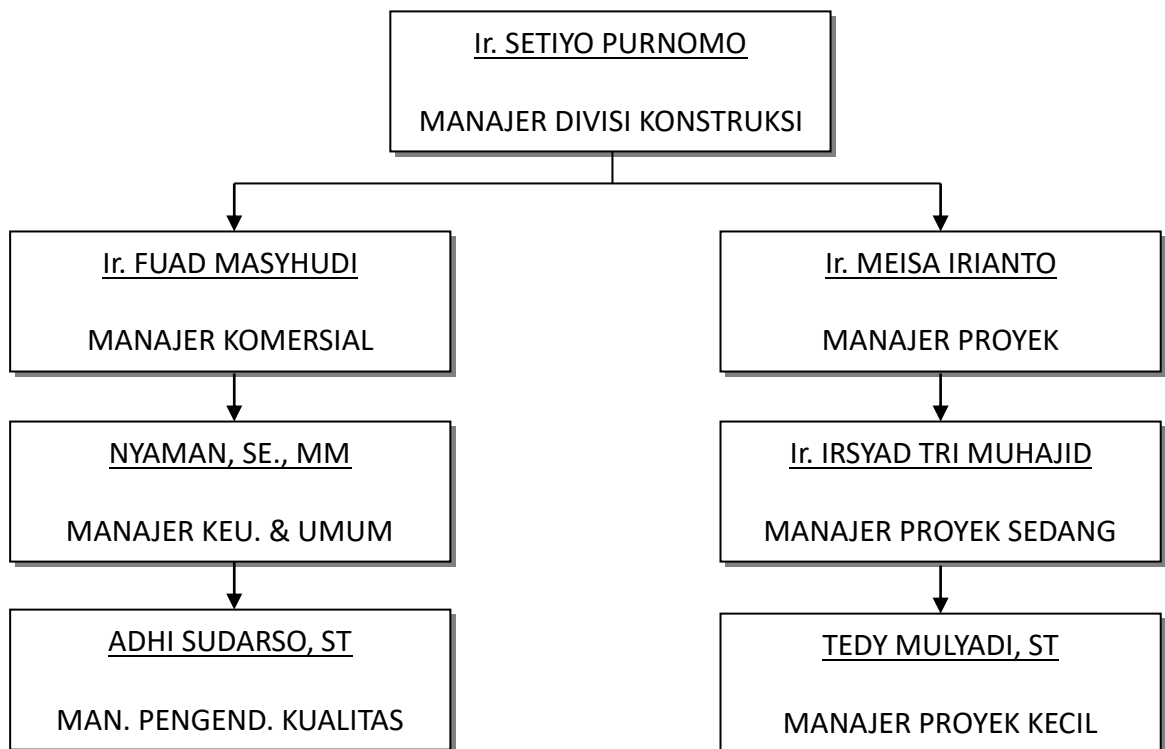 Ir. SETIYO PURNOMO
MANAJER DIVISI KONSTRUKSI
Ir. FUAD MASYHUDI
MANAJER KOMERSIAL
Ir. MEISA IRIANTO
MANAJER PROYEK
NYAMAN, SE., MM
MANAJER KEU. & UMUM
Ir. IRSYAD TRI MUHAJID
MANAJER PROYEK SEDANG
ADHI SUDARSO, ST
MAN. PENGEND. KUALITAS
TEDY MULYADI, ST
MANAJER PROYEK KECIL